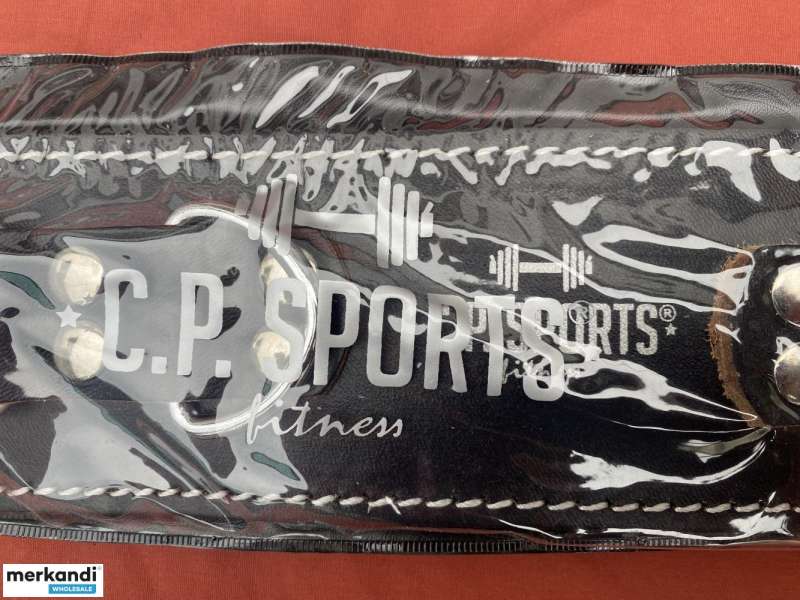 C.P. SPORTS®
fitness
SPORTS®
merkandi
WHOLESALE